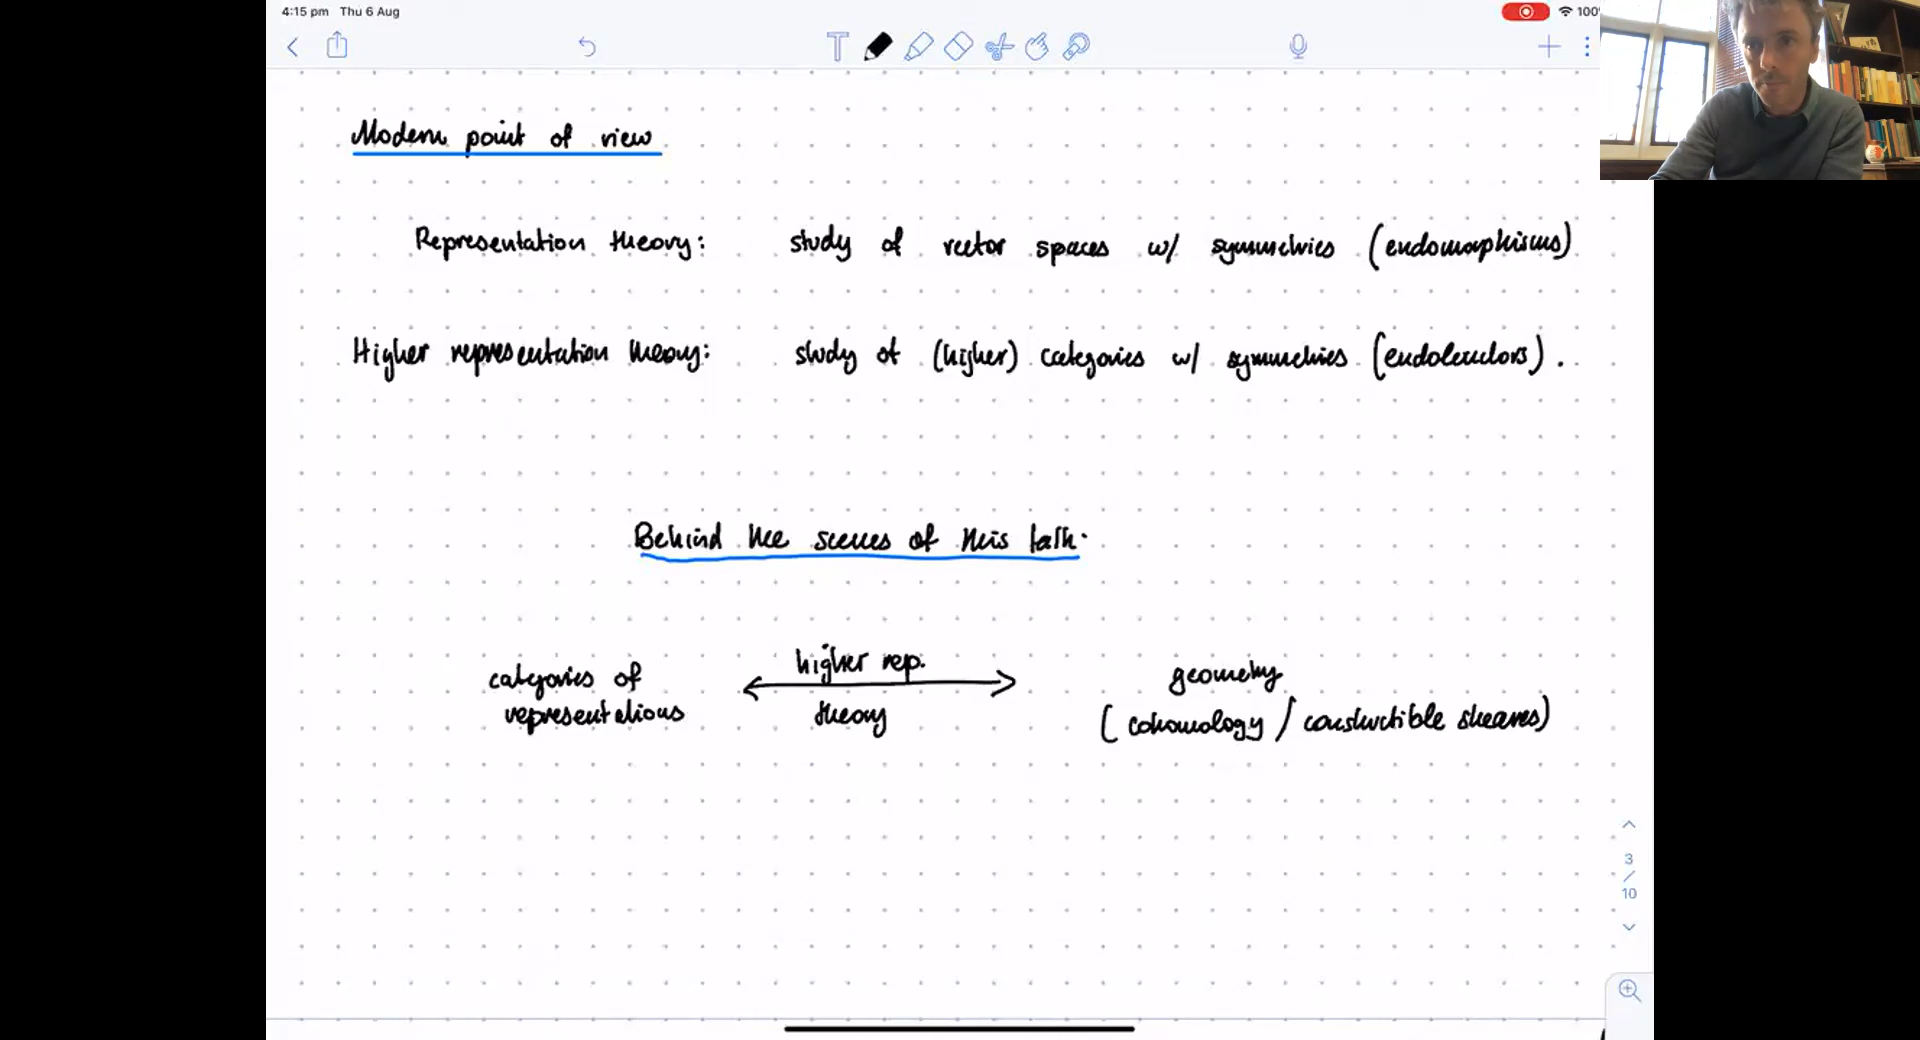 4:15 pm Thu 6 Aug
100
T
Modern point of view
Representation theory: study of vector spaces w/ symmetries (endomorphisms)
Higher representation theory: study of (higher) categories w/ symmetries (endofunctors).
Behind the scenes of this talk.
categories of
representations
higher rep.
theory
geometry
(cohomology / constructible sheaves)
3
/
10